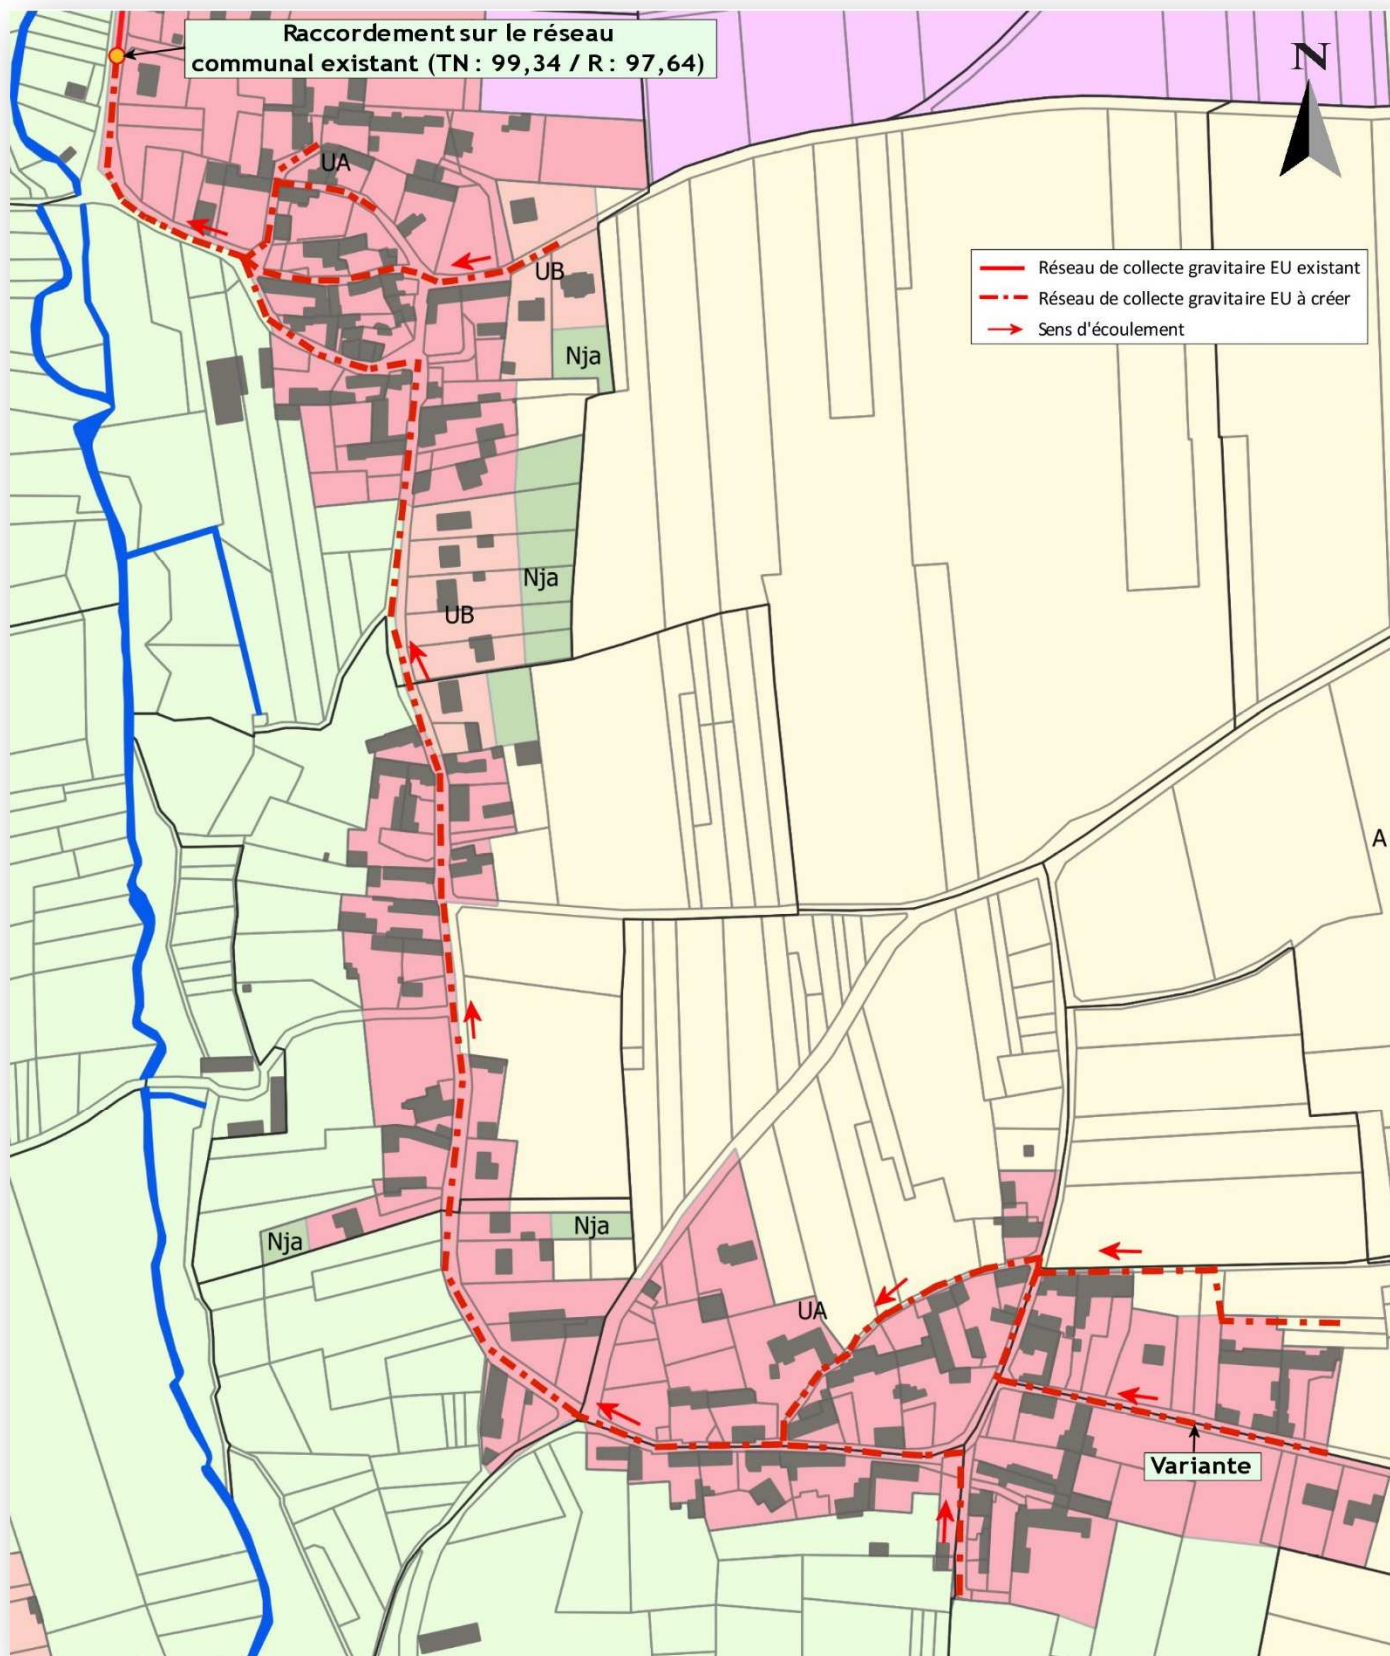 Raccordement sur le réseau
communal existant (TN : 99,34 / R : 97,64)
N
UA
UB
Réseau de collecte gravitaire EU existant
Réseau de collecte gravitaire EU à créer
Sens d'écoulement
Nja
Nja
UB
A
Nja
Nja
UA
Variante